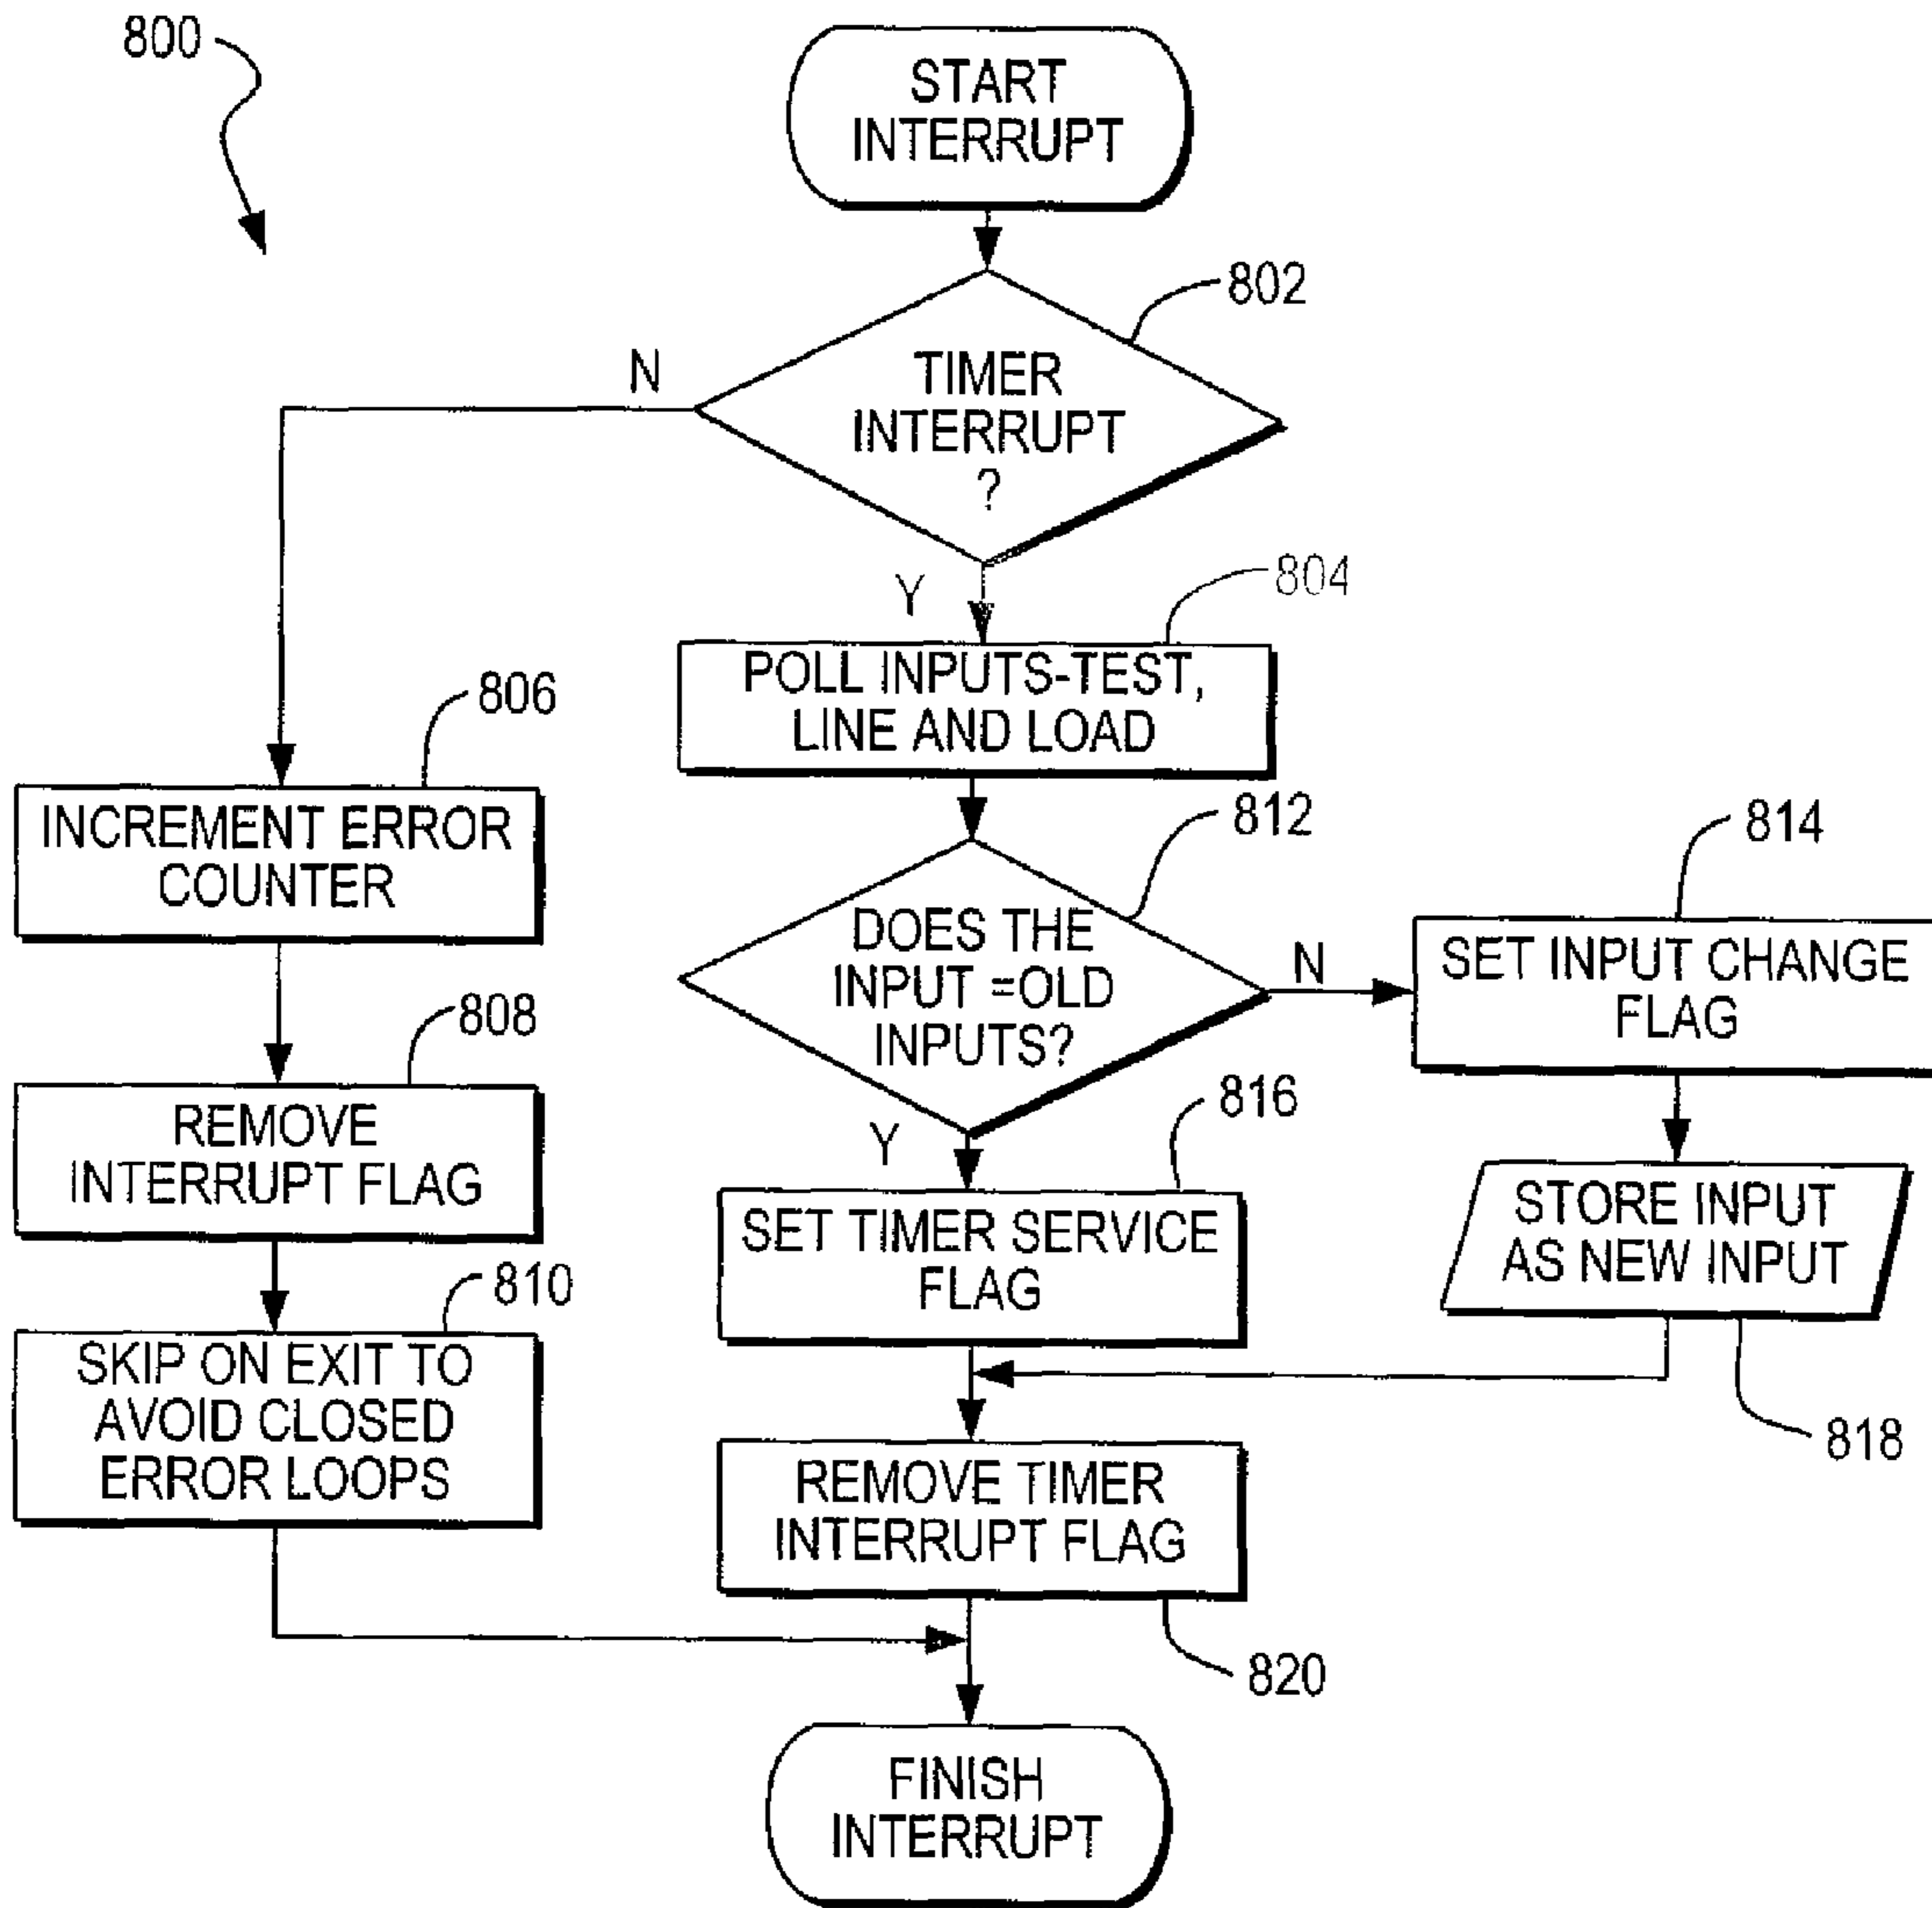 800
START
INTERRUPT
802
TIMER
INTERRUPT
?
N
Y
804
POLL INPUTS-TEST,
LINE AND LOAD
806
INCREMENT ERROR
COUNTER
812
DOES THE
INPUT =OLD
INPUTS?
N
Y
814
SET INPUT CHANGE
FLAG
808
REMOVE
INTERRUPT FLAG
816
SET TIMER SERVICE
FLAG
STORE INPUT
AS NEW INPUT
818
810
SKIP ON EXIT TO
AVOID CLOSED
ERROR LOOPS
REMOVE TIMER
INTERRUPT FLAG
820
FINISH
INTERRUPT